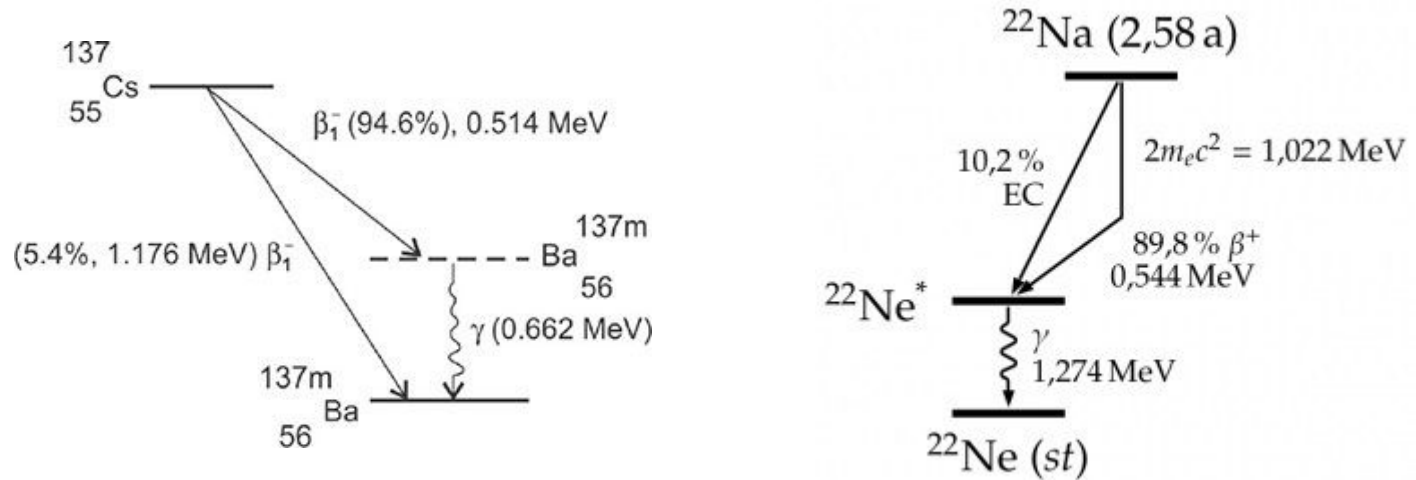 137
Cs
55
β₁⁻ (94.6%), 0.514 MeV
137m
Ba
56
(5.4%, 1.176 MeV) β₁⁻
γ (0.662 MeV)
137m
Ba
56
²²Na (2,58 a)
10,2 %
EC
2mₑc² = 1,022 MeV
89,8 % β⁺
0,544 MeV
²²Ne*
γ
1,274 MeV
²²Ne (st)